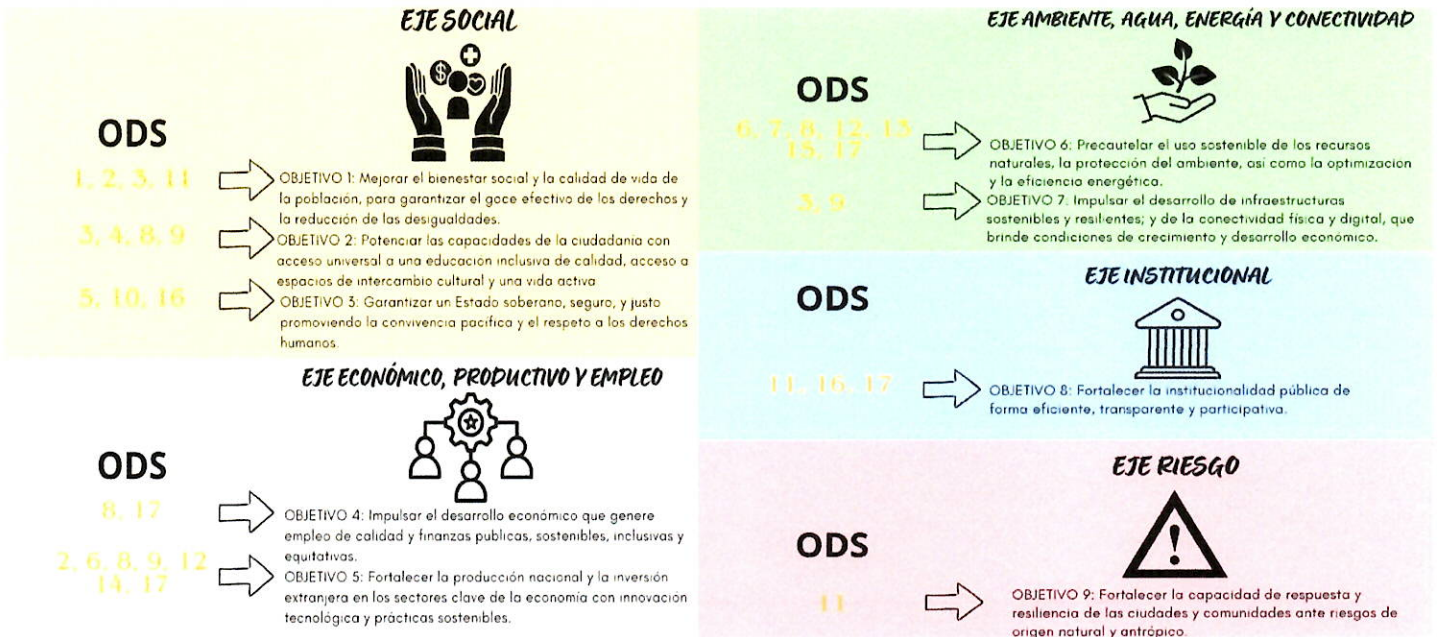 EJE SOCIAL
ODS
1, 2, 3, 11
OBJETIVO 1: Mejorar el bienestar social y la calidad de vida de
la población, para garantizar el goce efectivo de los derechos y
la reducción de las desigualdades.
3, 4, 8, 9
OBJETIVO 2: Potenciar las capacidades de la ciudadanía con
acceso universal a una educación inclusiva de calidad, acceso a
espacios de intercambio cultural y una vida activa
5, 10, 16
OBJETIVO 3: Garantizar un Estado soberano, seguro, y justo
promoviendo la convivencia pacífica y el respeto a los derechos
humanos.
EJE ECONÓMICO, PRODUCTIVO Y EMPLEO
ODS
8, 17
OBJETIVO 4: Impulsar el desarrollo económico que genere
empleo de calidad y finanzas publicas, sostenibles, inclusivas y
equitativas.
2, 6, 8, 9, 12
14, 17
OBJETIVO 5: Fortalecer la producción nacional y la inversión
extranjera en los sectores clave de la economía con innovación
tecnológica y prácticas sostenibles.
EJE AMBIENTE, AGUA, ENERGÍA Y CONECTIVIDAD
ODS
6, 7, 8, 12, 13
15, 17
OBJETIVO 6: Precautelar el uso sostenible de los recursos
naturales, la protección del ambiente, así como la optimización
y la eficiencia energética.
3, 9
OBJETIVO 7: Impulsar el desarrollo de infraestructuras
sostenibles y resilientes; y de la conectividad física y digital, que
brinde condiciones de crecimiento y desarrollo económico.
EJE INSTITUCIONAL
ODS
11, 16, 17
OBJETIVO 8: Fortalecer la institucionalidad pública de
forma eficiente, transparente y participativa.
EJE RIESGO
ODS
11
OBJETIVO 9: Fortalecer la capacidad de respuesta y
resiliencia de las ciudades y comunidades ante riesgos de
origen natural y antrópico.